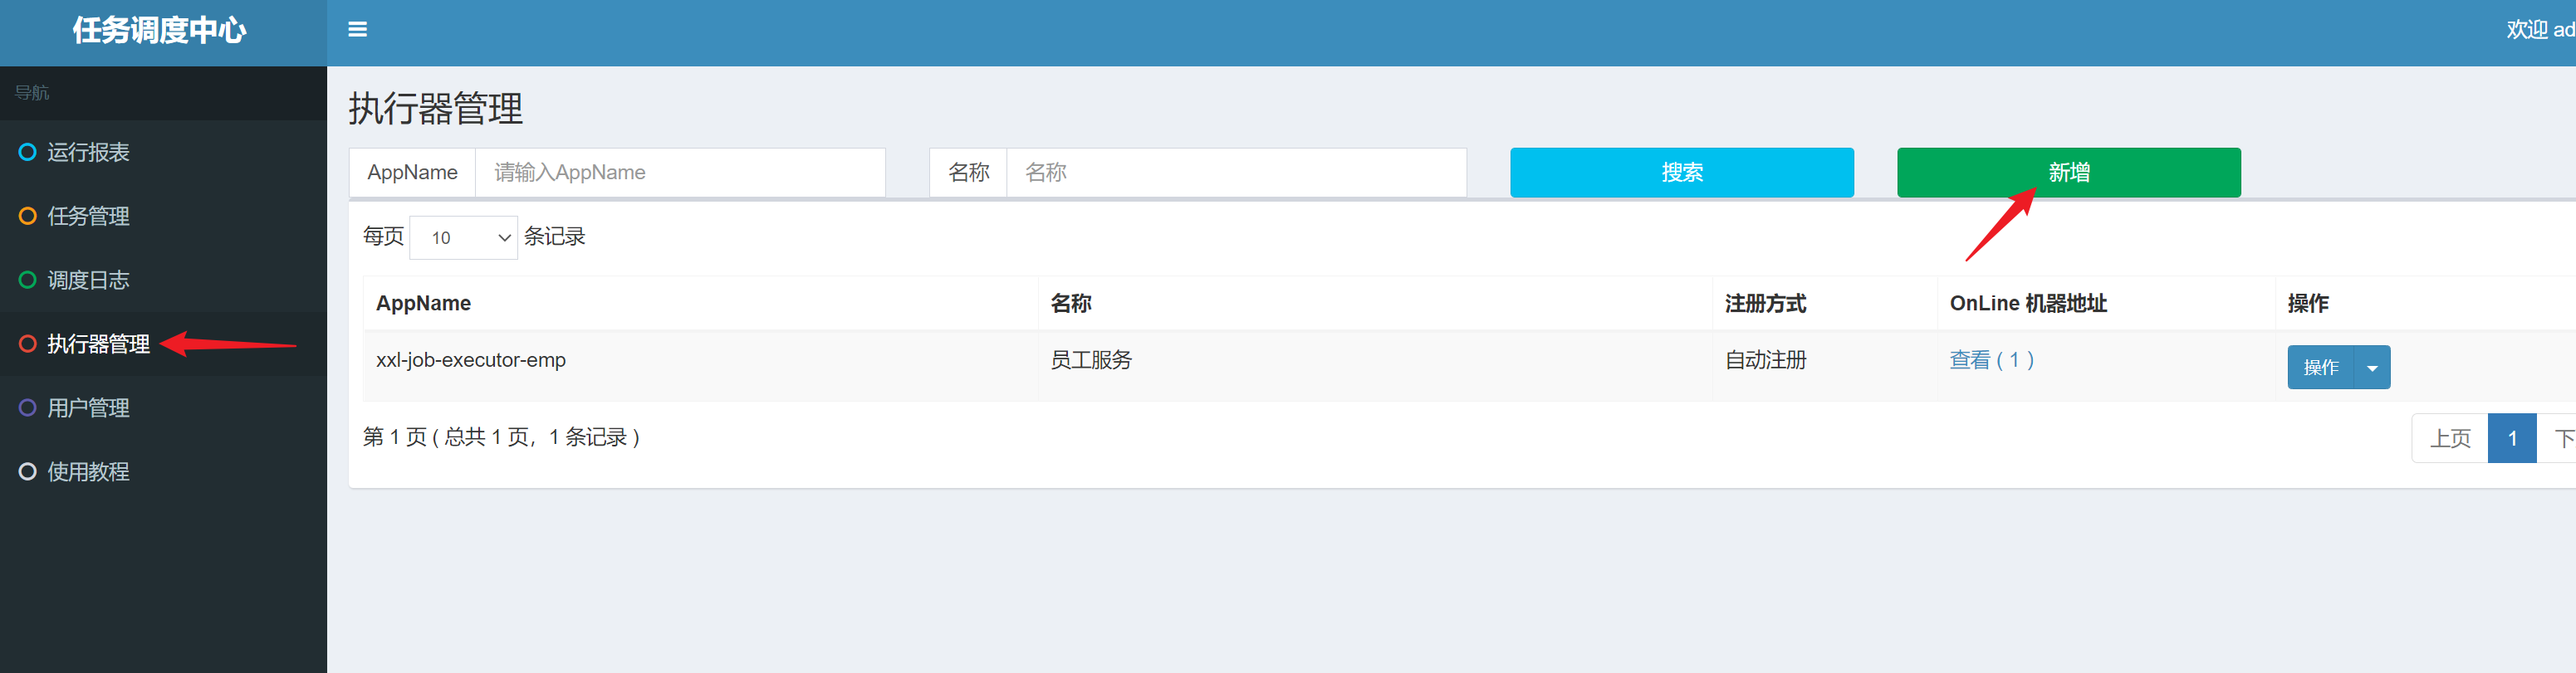 任务调度中心
欢迎 ad
导航
运行报表
任务管理
调度日志
执行器管理
用户管理
使用教程
执行器管理
AppName 请输入AppName 名称 名称 搜索 新增
每页 10 条记录
AppName 名称 注册方式 OnLine 机器地址 操作
xxl-job-executor-emp 员工服务 自动注册 查看 ( 1 ) 操作
第 1 页 ( 总共 1 页，1 条记录 ) 上页 1 下